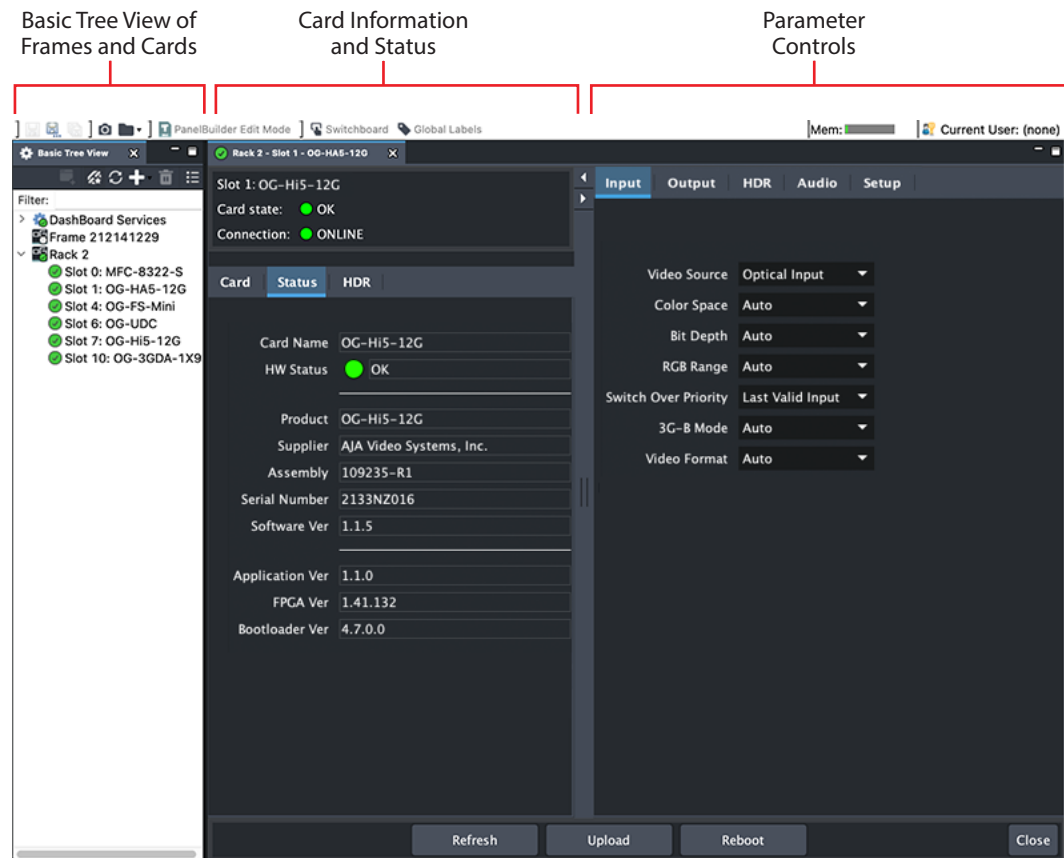 Basic Tree View of
Frames and Cards
Card Information
and Status
Parameter
Controls
PanelBuilder Edit Mode
Switchboard
Global Labels
Mem:
Current User: (none)
Basic Tree View X
Filter:
DashBoard Services
Frame 212141229
Rack 2
Slot 0: MFC-8322-S
Slot 1: OG-HA5-12G
Slot 4: OG-FS-Mini
Slot 6: OG-UDC
Slot 7: OG-Hi5-12G
Slot 10: OG-3GDA-1X9
Rack 2 - Slot 1 - OG-HA5-12G X
Slot 1: OG-Hi5-12G
Card state: OK
Connection: ONLINE
Card Status HDR
Card Name OG-Hi5-12G
HW Status OK
Product OG-Hi5-12G
Supplier AJA Video Systems, Inc.
Assembly 109235-R1
Serial Number 2133NZ016
Software Ver 1.1.5
Application Ver 1.1.0
FPGA Ver 1.41.132
Bootloader Ver 4.7.0.0
Input Output HDR Audio Setup
Video Source Optical Input
Color Space Auto
Bit Depth Auto
RGB Range Auto
Switch Over Priority Last Valid Input
3G-B Mode Auto
Video Format Auto
Refresh Upload Reboot Close